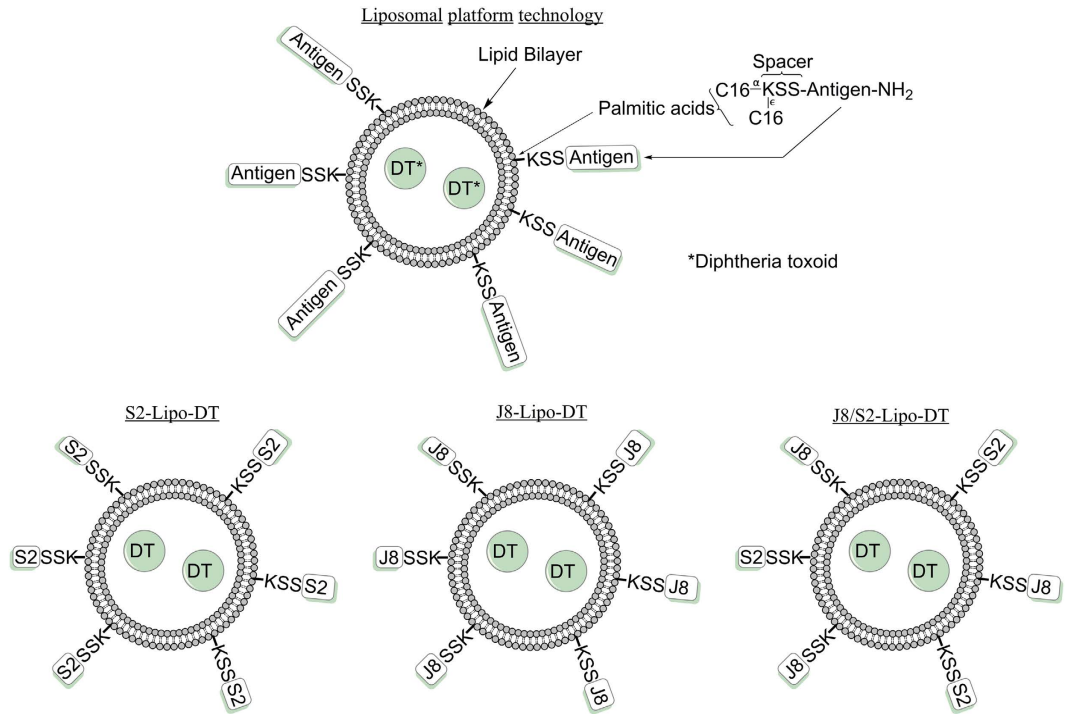 Liposomal platform technology
Antigen SSK
Lipid Bilayer
Spacer
C16 α KSS-Antigen-NH₂
ε
C16
Palmitic acids
DT*
DT*
KSS Antigen
Antigen SSK
KSS Antigen
*Diphtheria toxoid
Antigen SSK
KSS Antigen
S2-Lipo-DT
S2 SSK
KSS S2
DT
DT
S2 SSK
KSS S2
S2 SSK
KSS S2
J8-Lipo-DT
J8 SSK
KSS J8
DT
DT
J8 SSK
KSS J8
J8 SSK
KSS J8
J8/S2-Lipo-DT
J8 SSK
KSS S2
DT
DT
S2 SSK
KSS J8
J8 SSK
KSS S2